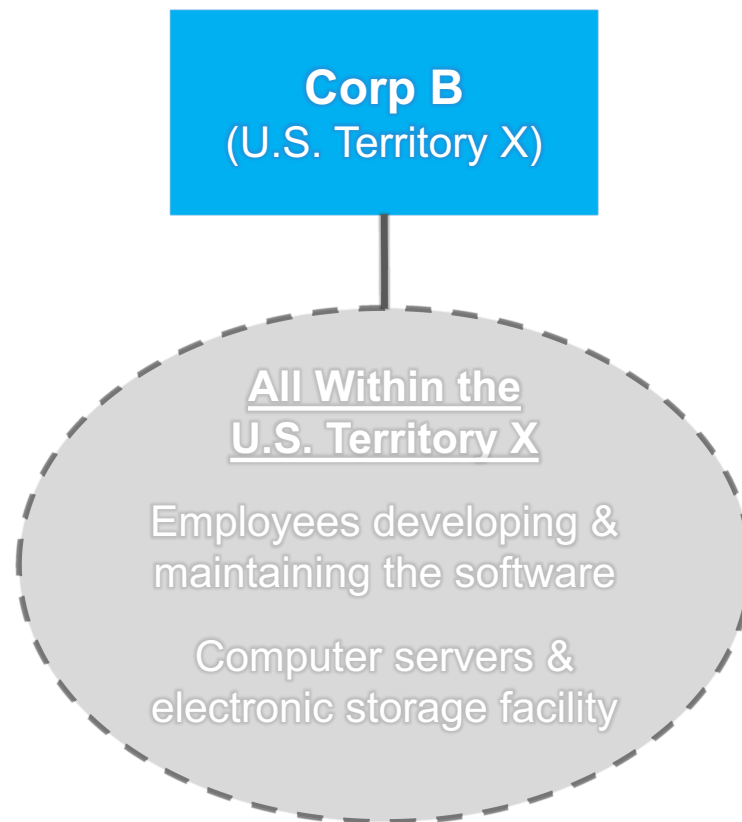 Corp B
(U.S. Territory X)
All Within the
U.S. Territory X
Employees developing &
maintaining the software
Computer servers &
electronic storage facility